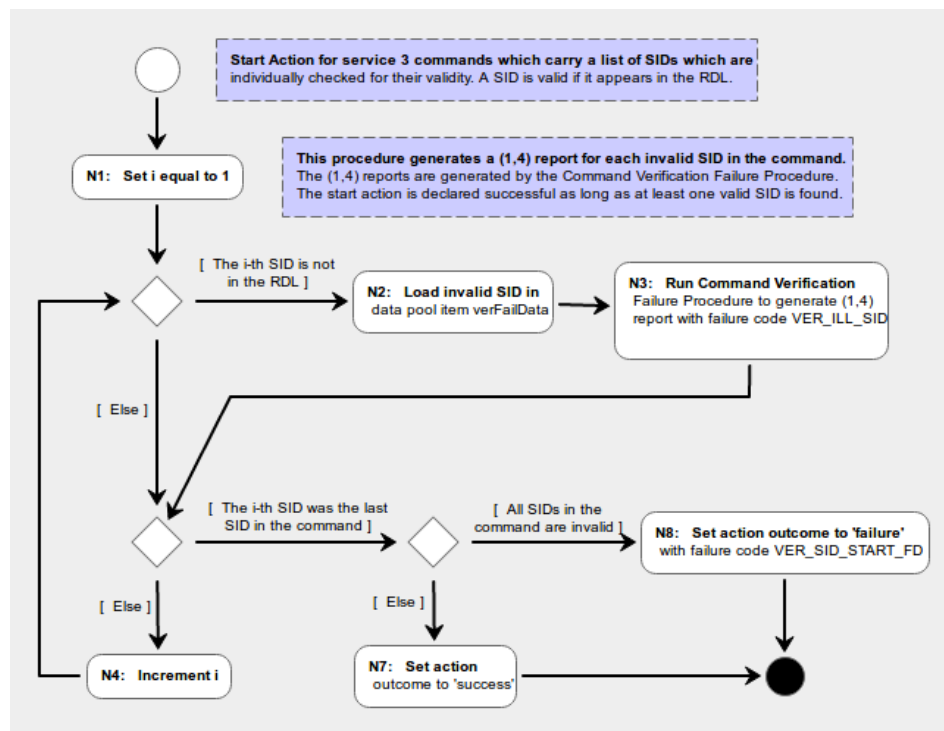 Start Action for service 3 commands which carry a list of SIDs which are
individually checked for their validity. A SID is valid if it appears in the RDL.
This procedure generates a (1,4) report for each invalid SID in the command.
The (1,4) reports are generated by the Command Verification Failure Procedure.
The start action is declared successful as long as at least one valid SID is found.
N1: Set i equal to 1
[ The i-th SID is not
in the RDL ]
N2: Load invalid SID in
data pool item verFailData
N3: Run Command Verification
Failure Procedure to generate (1,4)
report with failure code VER_ILL_SID
[ Else ]
[ The i-th SID was the last
SID in the command ]
[ All SIDs in the
command are invalid ]
N8: Set action outcome to 'failure'
with failure code VER_SID_START_FD
[ Else ]
[ Else ]
N4: Increment i
N7: Set action
outcome to 'success'